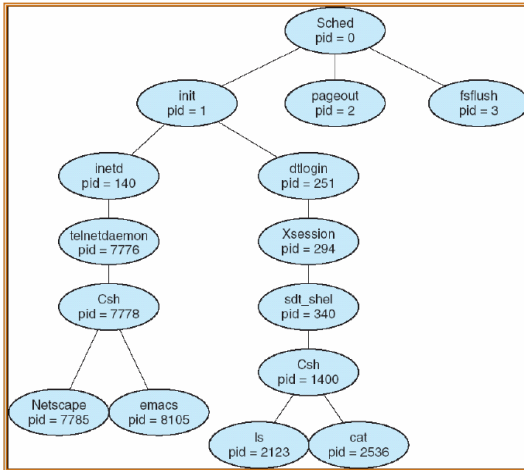 Sched
pid = 0
init
pid = 1
pageout
pid = 2
fsflush
pid = 3
inetd
pid = 140
dtlogin
pid = 251
telnetdaemon
pid = 7776
Xsession
pid = 294
Csh
pid = 7778
sdt_shel
pid = 340
Csh
pid = 1400
Netscape
pid = 7785
emacs
pid = 8105
ls
pid = 2123
cat
pid = 2536